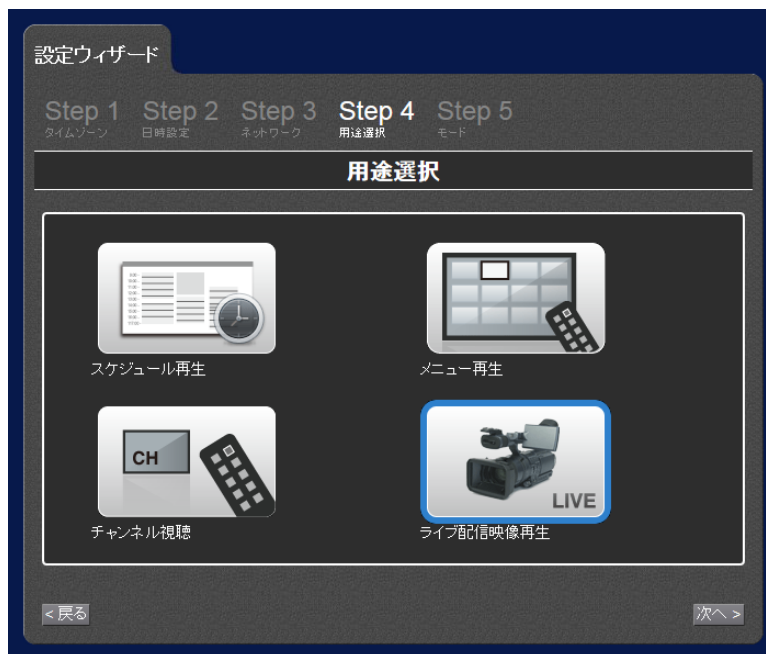 設定ウィザード
Step 1 Step 2 Step 3 Step 4 Step 5
タイムゾーン 日時設定 ネットワーク 用途選択 モード
用途選択
スケジュール再生 メニュー再生
CH
LIVE
チャンネル視聴 ライブ配信映像再生
< 戻る 次へ >